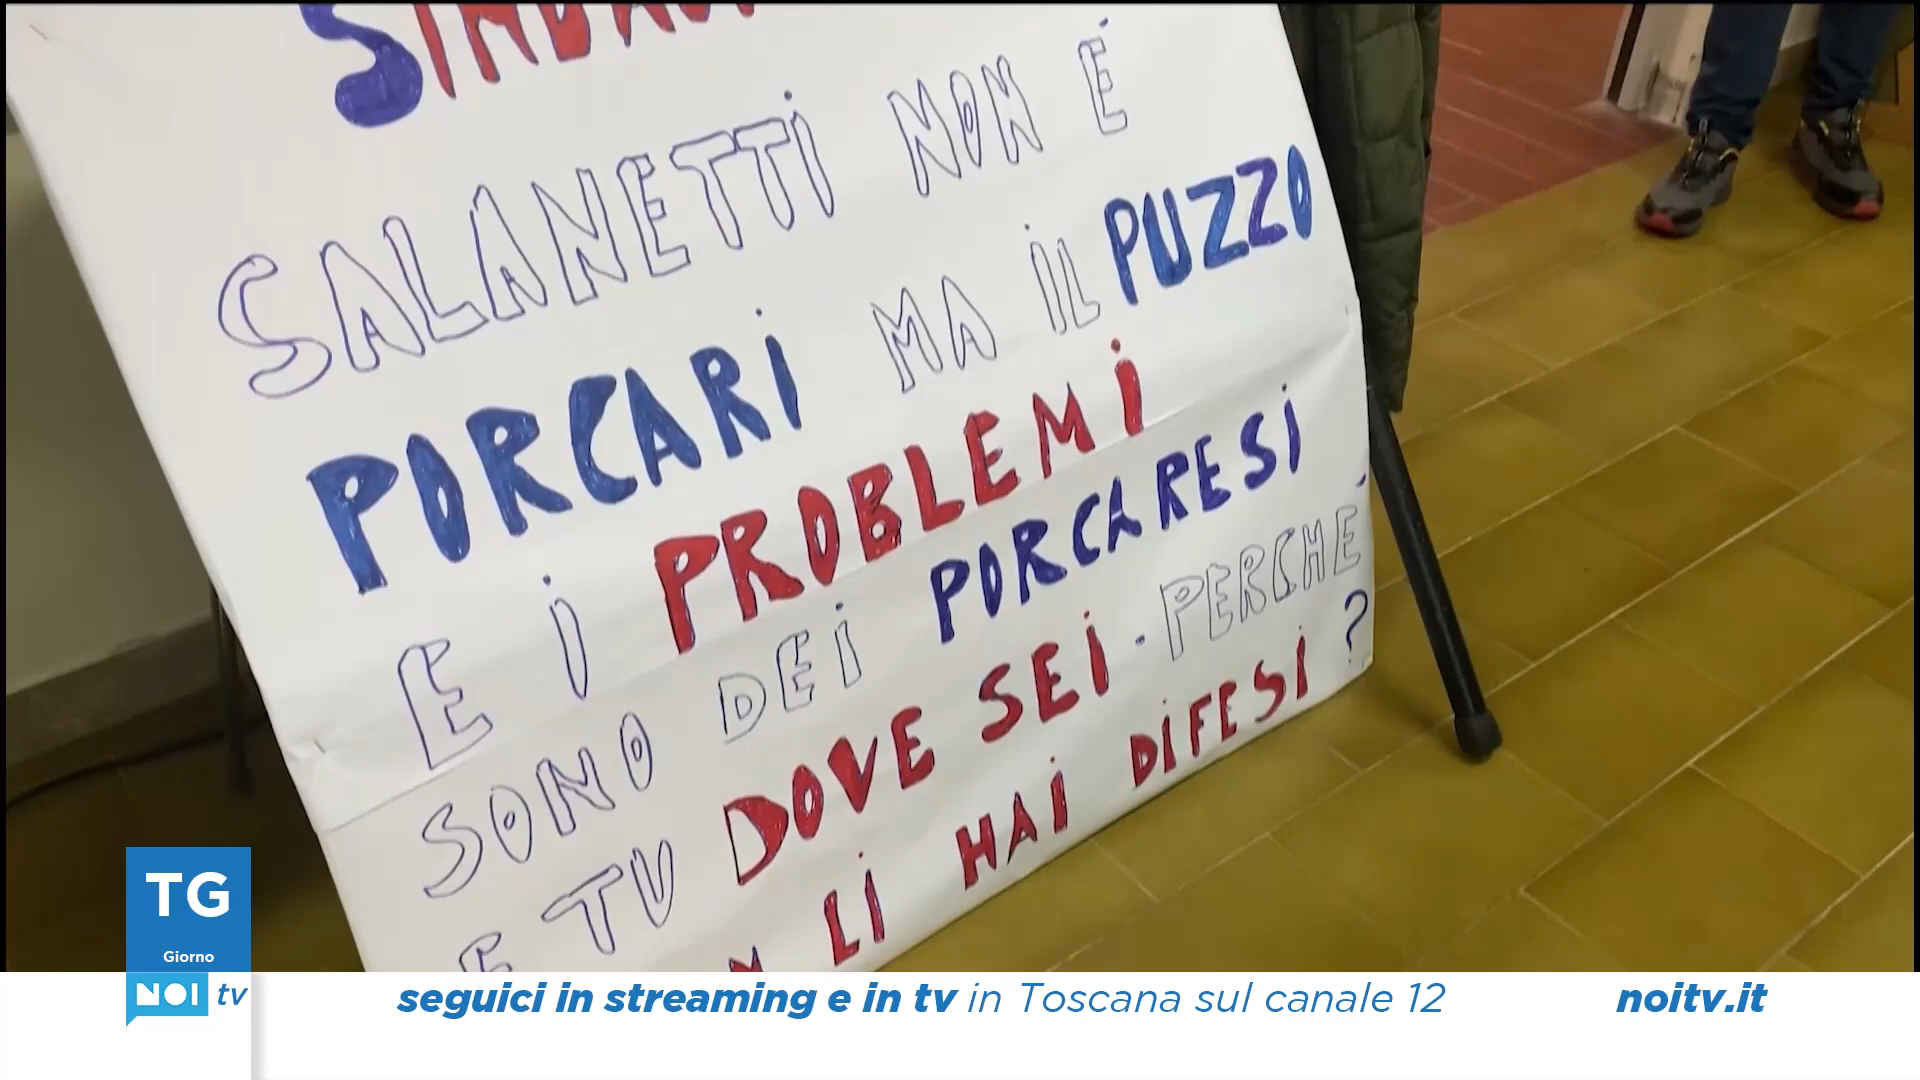 SINDACO
SALANETTI NON È
PORCARI MA IL PUZZO
E I PROBLEMI
SONO DEI PORCARESI
E TU DOVE SEI. PERCHÉ
LI HAI DIFESI?
TG
Giorno
NOI tv
seguici in streaming e in tv in Toscana sul canale 12
noitv.it